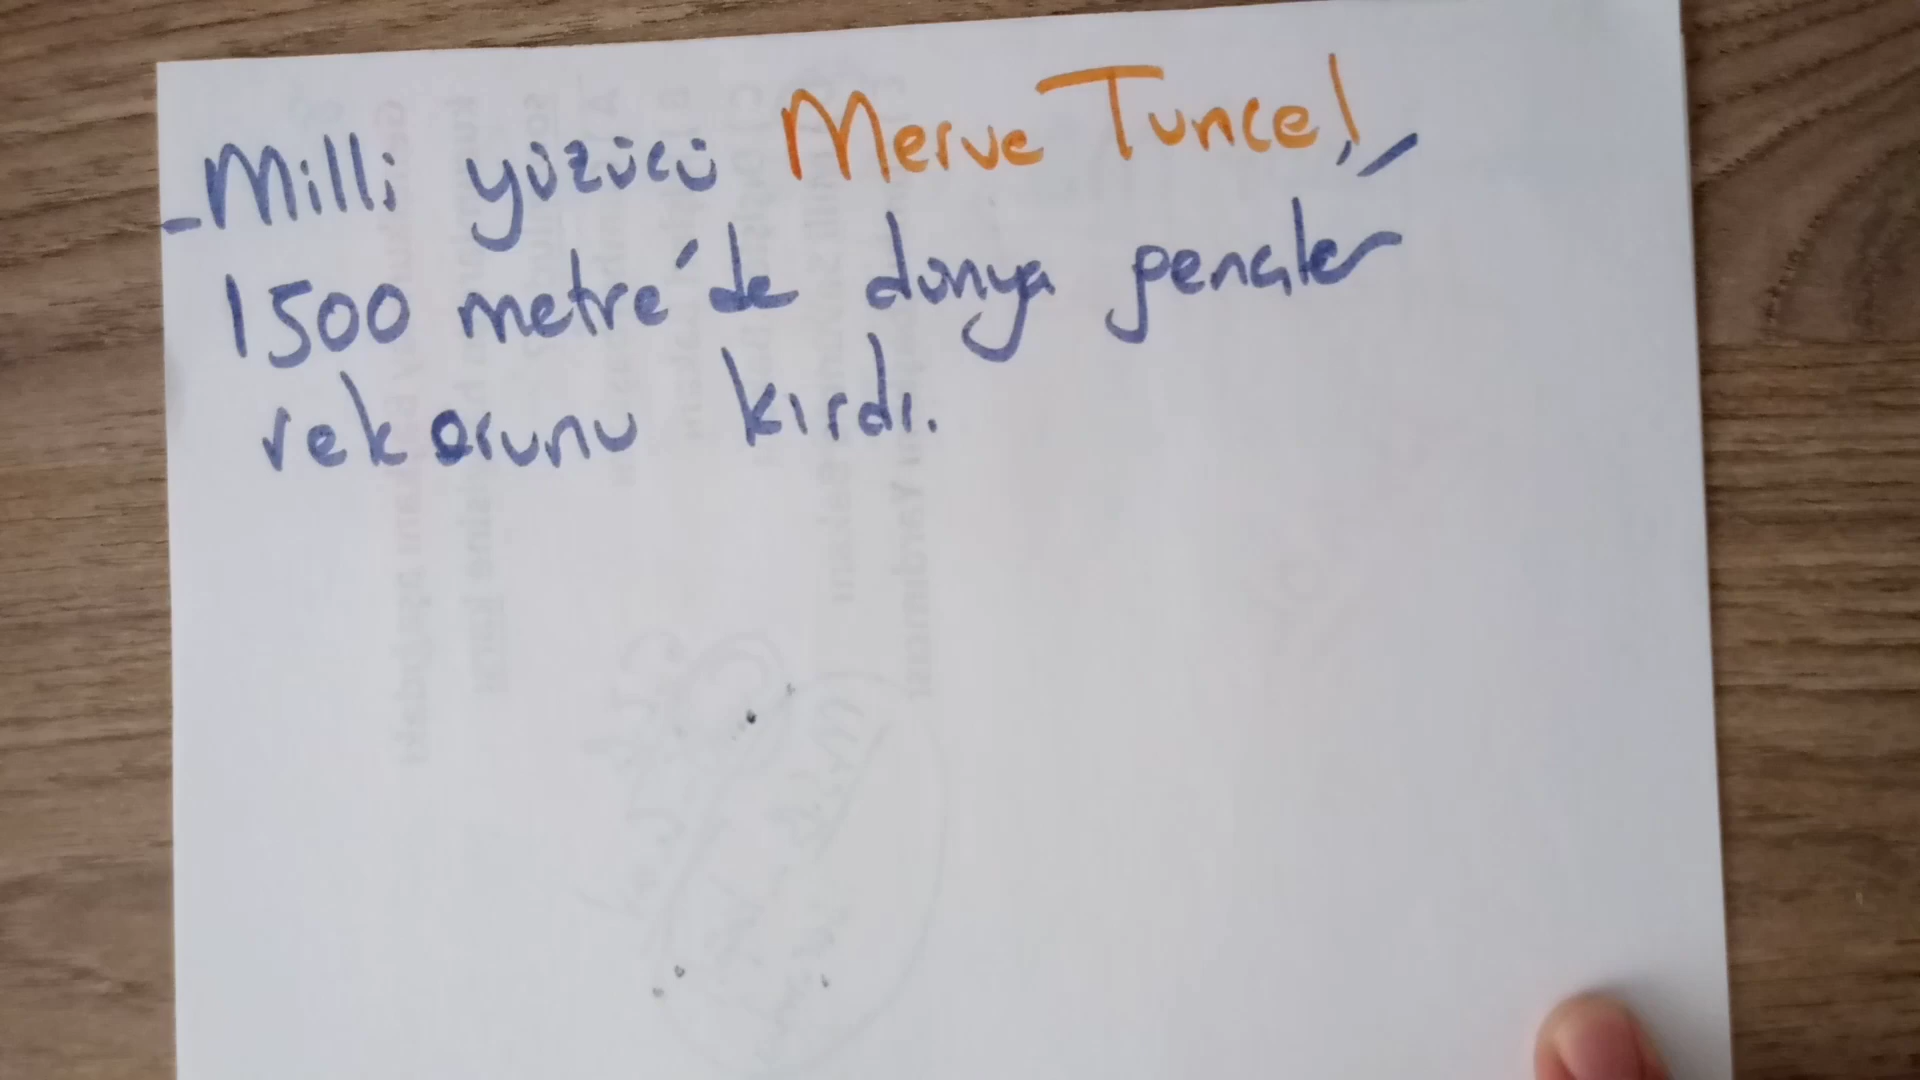 -Milli yüzücü Merve Tuncel,
1500 metre'de dünya gençler
rekorunu kırdı.